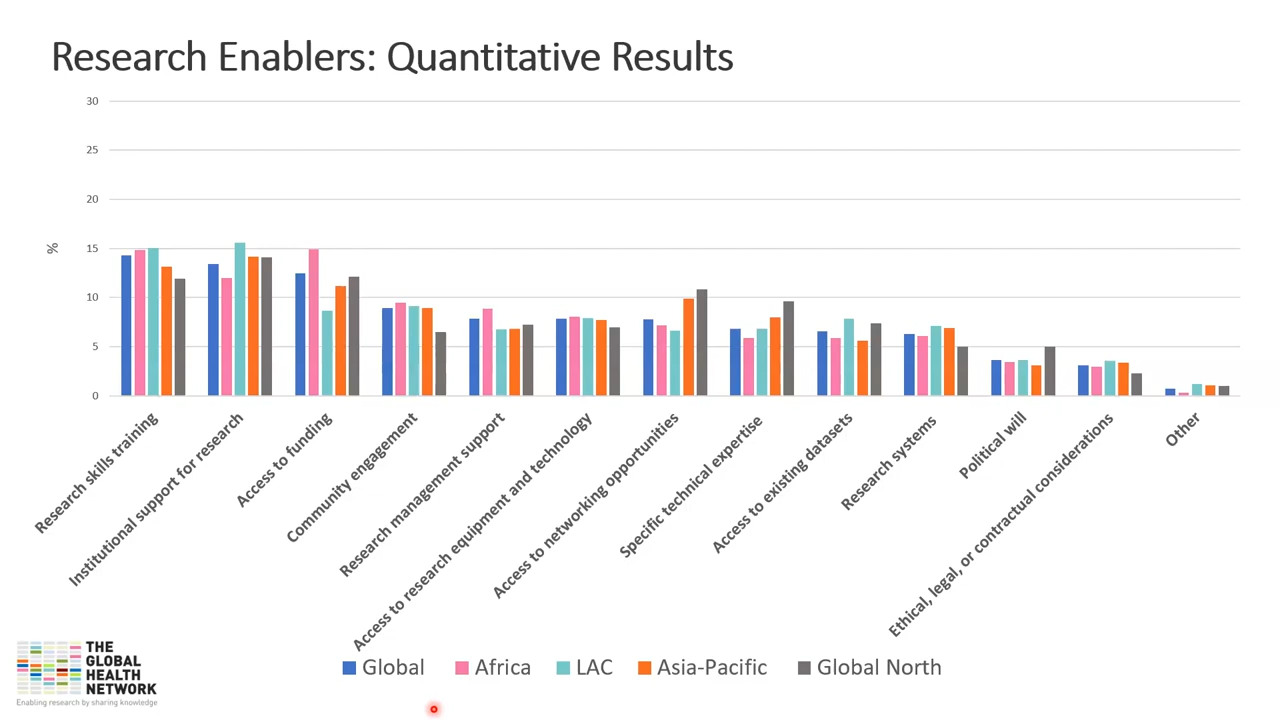 Research Enablers: Quantitative Results
30
25
20
15
10
5
0
%
Research skills training
Institutional support for research
Access to funding
Community engagement
Research management support
Access to research equipment and technology
Access to networking opportunities
Specific technical expertise
Access to existing datasets
Research systems
Political will
Ethical, legal, or contractual considerations
Other
Global
Africa
LAC
Asia-Pacific
Global North
THE
GLOBAL
HEALTH
NETWORK
Enabling research by sharing knowledge